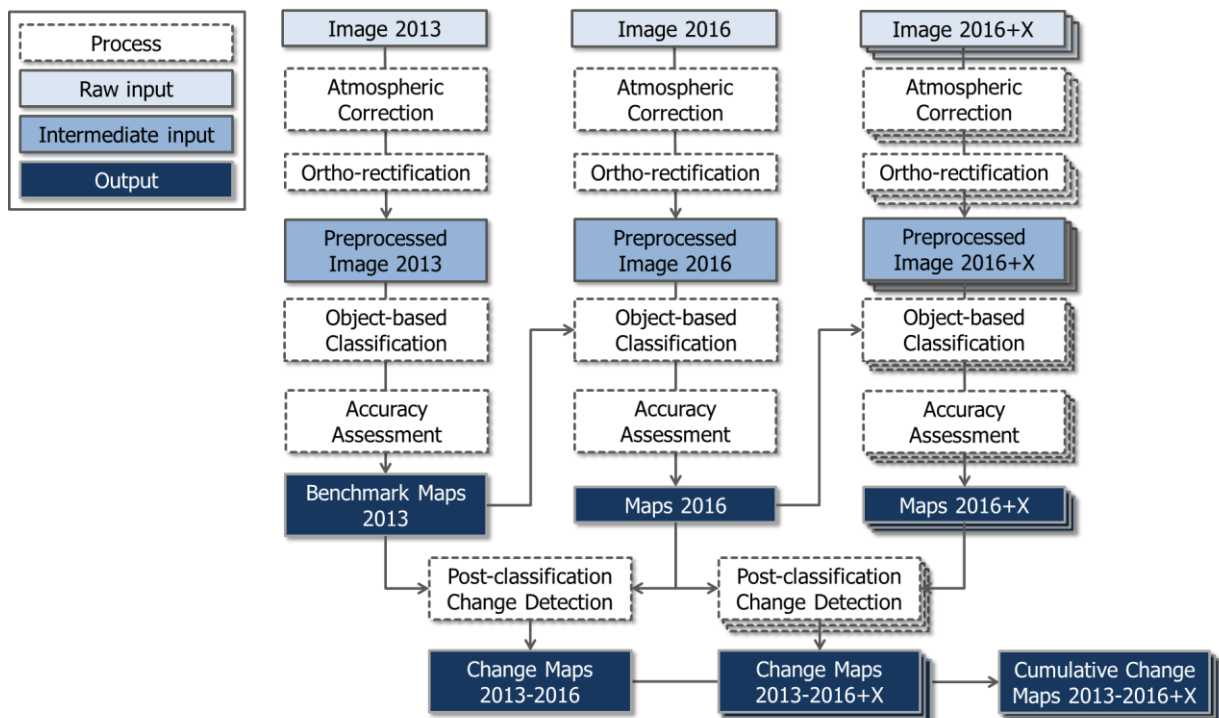 Process
Raw input
Intermediate input
Output
Image 2013
Atmospheric
Correction
Ortho-rectification
Preprocessed
Image 2013
Object-based
Classification
Accuracy
Assessment
Benchmark Maps
2013
Image 2016
Atmospheric
Correction
Ortho-rectification
Preprocessed
Image 2016
Object-based
Classification
Accuracy
Assessment
Maps 2016
Image 2016+X
Atmospheric
Correction
Ortho-rectification
Preprocessed
Image 2016+X
Object-based
Classification
Accuracy
Assessment
Maps 2016+X
Post-classification
Change Detection
Post-classification
Change Detection
Change Maps
2013-2016
Change Maps
2013-2016+X
Cumulative Change
Maps 2013-2016+X